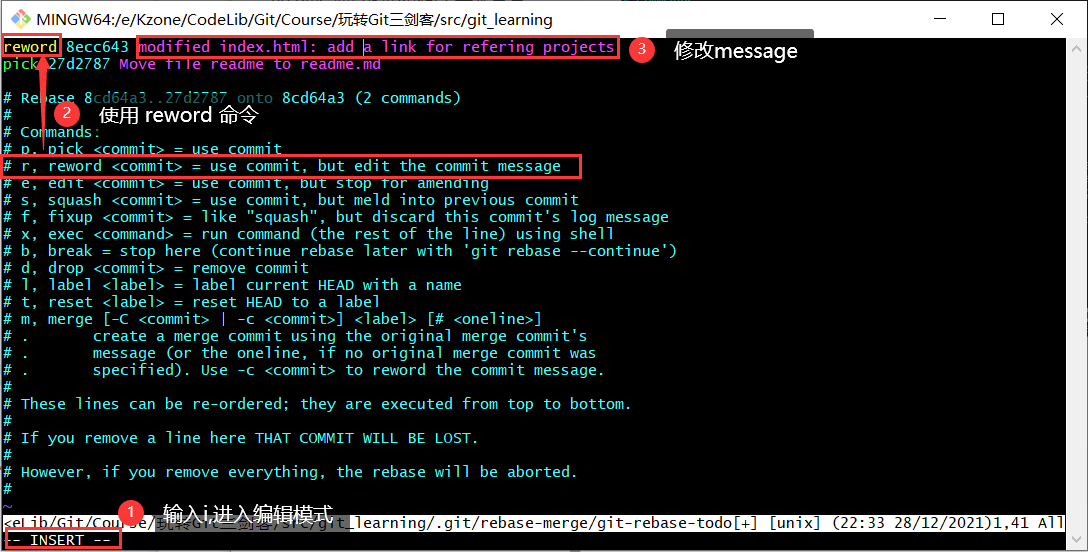 MINGW64:/e/Kzone/CodeLib/Git/Course/玩转Git三剑客/src/git_learning
reword 8ecc643 modified index.html: add a link for refering projects
3 修改message
pick 27d2787 Move file readme to readme.md
# Rebase 8cd64a3..27d2787 onto 8cd64a3 (2 commands)
#
2 使用 reword 命令
# Commands:
# p, pick <commit> = use commit
# r, reword <commit> = use commit, but edit the commit message
# e, edit <commit> = use commit, but stop for amending
# s, squash <commit> = use commit, but meld into previous commit
# f, fixup <commit> = like "squash", but discard this commit's log message
# x, exec <command> = run command (the rest of the line) using shell
# b, break = stop here (continue rebase later with 'git rebase --continue')
# d, drop <commit> = remove commit
# l, label <label> = label current HEAD with a name
# t, reset <label> = reset HEAD to a label
# m, merge [-C <commit> | -c <commit>] <label> [# <oneline>]
# .       create a merge commit using the original merge commit's
# .       message (or the oneline, if no original merge commit was
# .       specified). Use -c <commit> to reword the commit message.
#
# These lines can be re-ordered; they are executed from top to bottom.
#
# If you remove a line here THAT COMMIT WILL BE LOST.
#
# However, if you remove everything, the rebase will be aborted.
#
~
1 输入i,进入编辑模式
<eLib/Git/Course/玩转Git三剑客/src/git_learning/.git/rebase-merge/git-rebase-todo[+] [unix] (22:33 28/12/2021)1,41 All
-- INSERT --